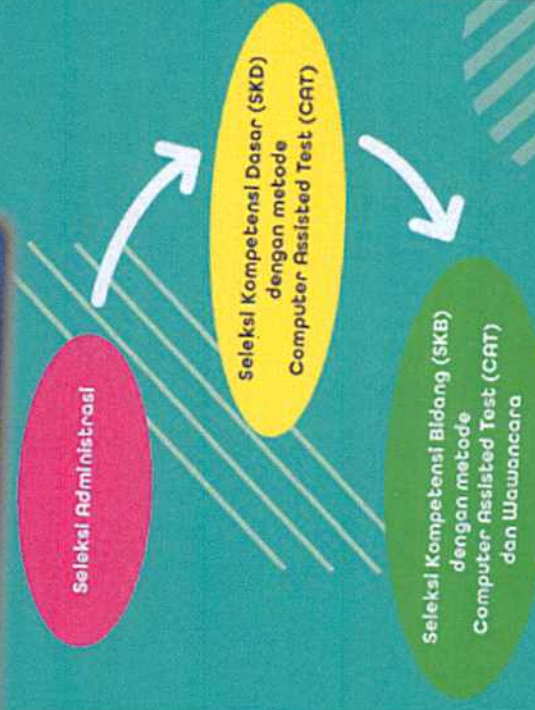 Seleksi Administrasi
Seleksi Kompetensi Dasar (SKD)
dengan metode
Computer Assisted Test (CAT)
Seleksi Kompetensi Bidang (SKB)
dengan metode
Computer Assisted Test (CAT)
dan Wawancara